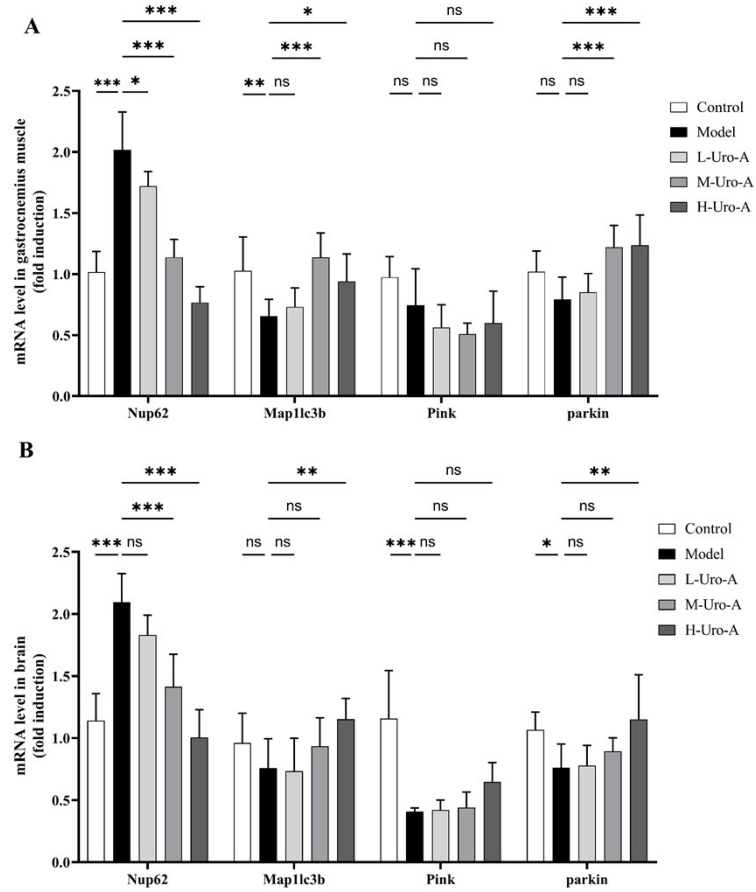 A
*** * ns ***
*** *** ns ***
*** * ** ns ns ns ns ns
mRNA level in gastrocnemius muscle
(fold induction)
2.5
2.0
1.5
1.0
0.5
0.0
Nup62 Map1lc3b Pink parkin
Control
Model
L-Uro-A
M-Uro-A
H-Uro-A
B
*** ** ns **
*** ns ns ns
*** ns ns ns *** ns * ns
mRNA level in brain
(fold induction)
2.5
2.0
1.5
1.0
0.5
0.0
Nup62 Map1lc3b Pink parkin
Control
Model
L-Uro-A
M-Uro-A
H-Uro-A